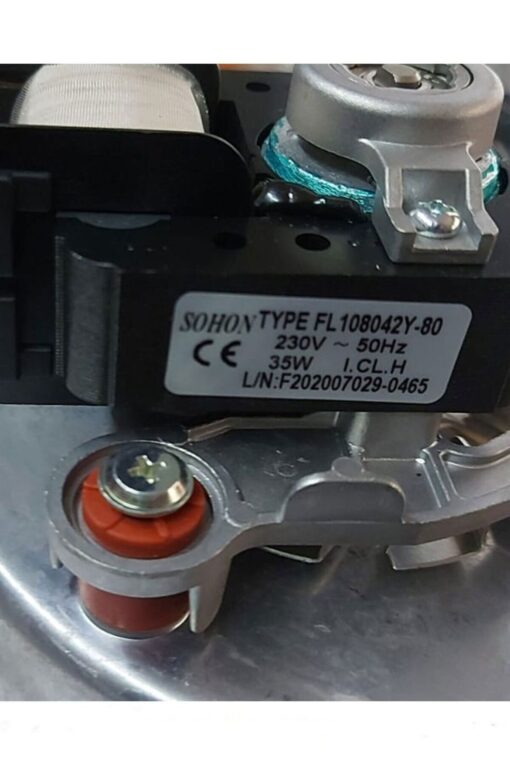 SOHON TYPE FL108042Y-80
230V ~ 50Hz
CE 35W I.CL.H
L/N:F202007029-0465